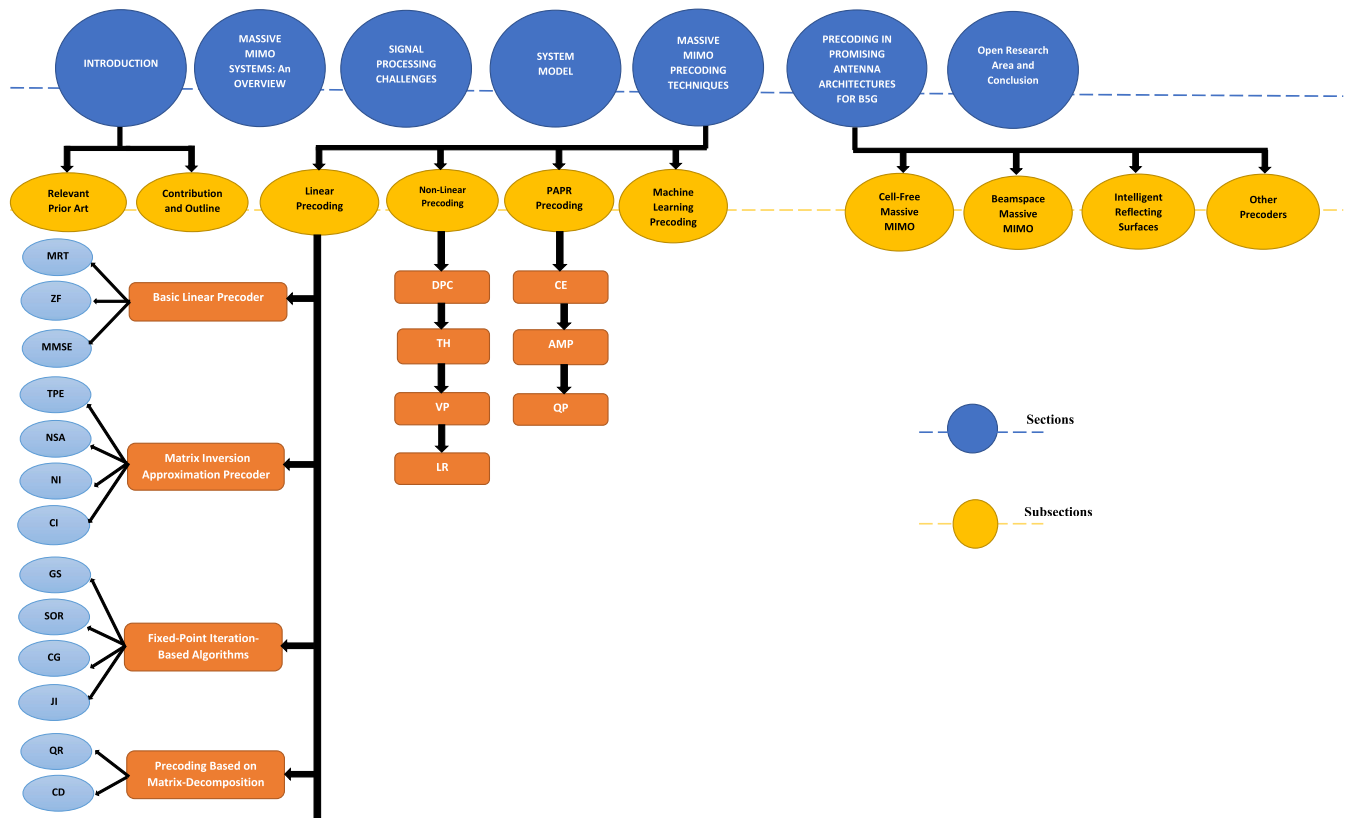 INTRODUCTION
MASSIVE
MIMO
SYSTEMS: An
OVERVIEW
SIGNAL
PROCESSING
CHALLENGES
SYSTEM
MODEL
MASSIVE
MIMO
PRECODING
TECHNIQUES
PRECODING IN
PROMISING
ANTENNA
ARCHITECTURES
FOR B5G
Open Research
Area and
Conclusion
Relevant
Prior Art
Contribution
and Outline
Linear
Precoding
Non-Linear
Precoding
PAPR
Precoding
Machine
Learning
Precoding
Cell-Free
Massive
MIMO
Beamspace
Massive
MIMO
Intelligent
Reflecting
Surfaces
Other
Precoders
MRT
ZF
MMSE
Basic Linear Precoder
TPE
NSA
NI
CI
Matrix Inversion
Approximation Precoder
GS
SOR
CG
JI
Fixed-Point Iteration-
Based Algorithms
QR
CD
Precoding Based on
Matrix-Decomposition
DPC
TH
VP
LR
CE
AMP
QP
Sections
Subsections